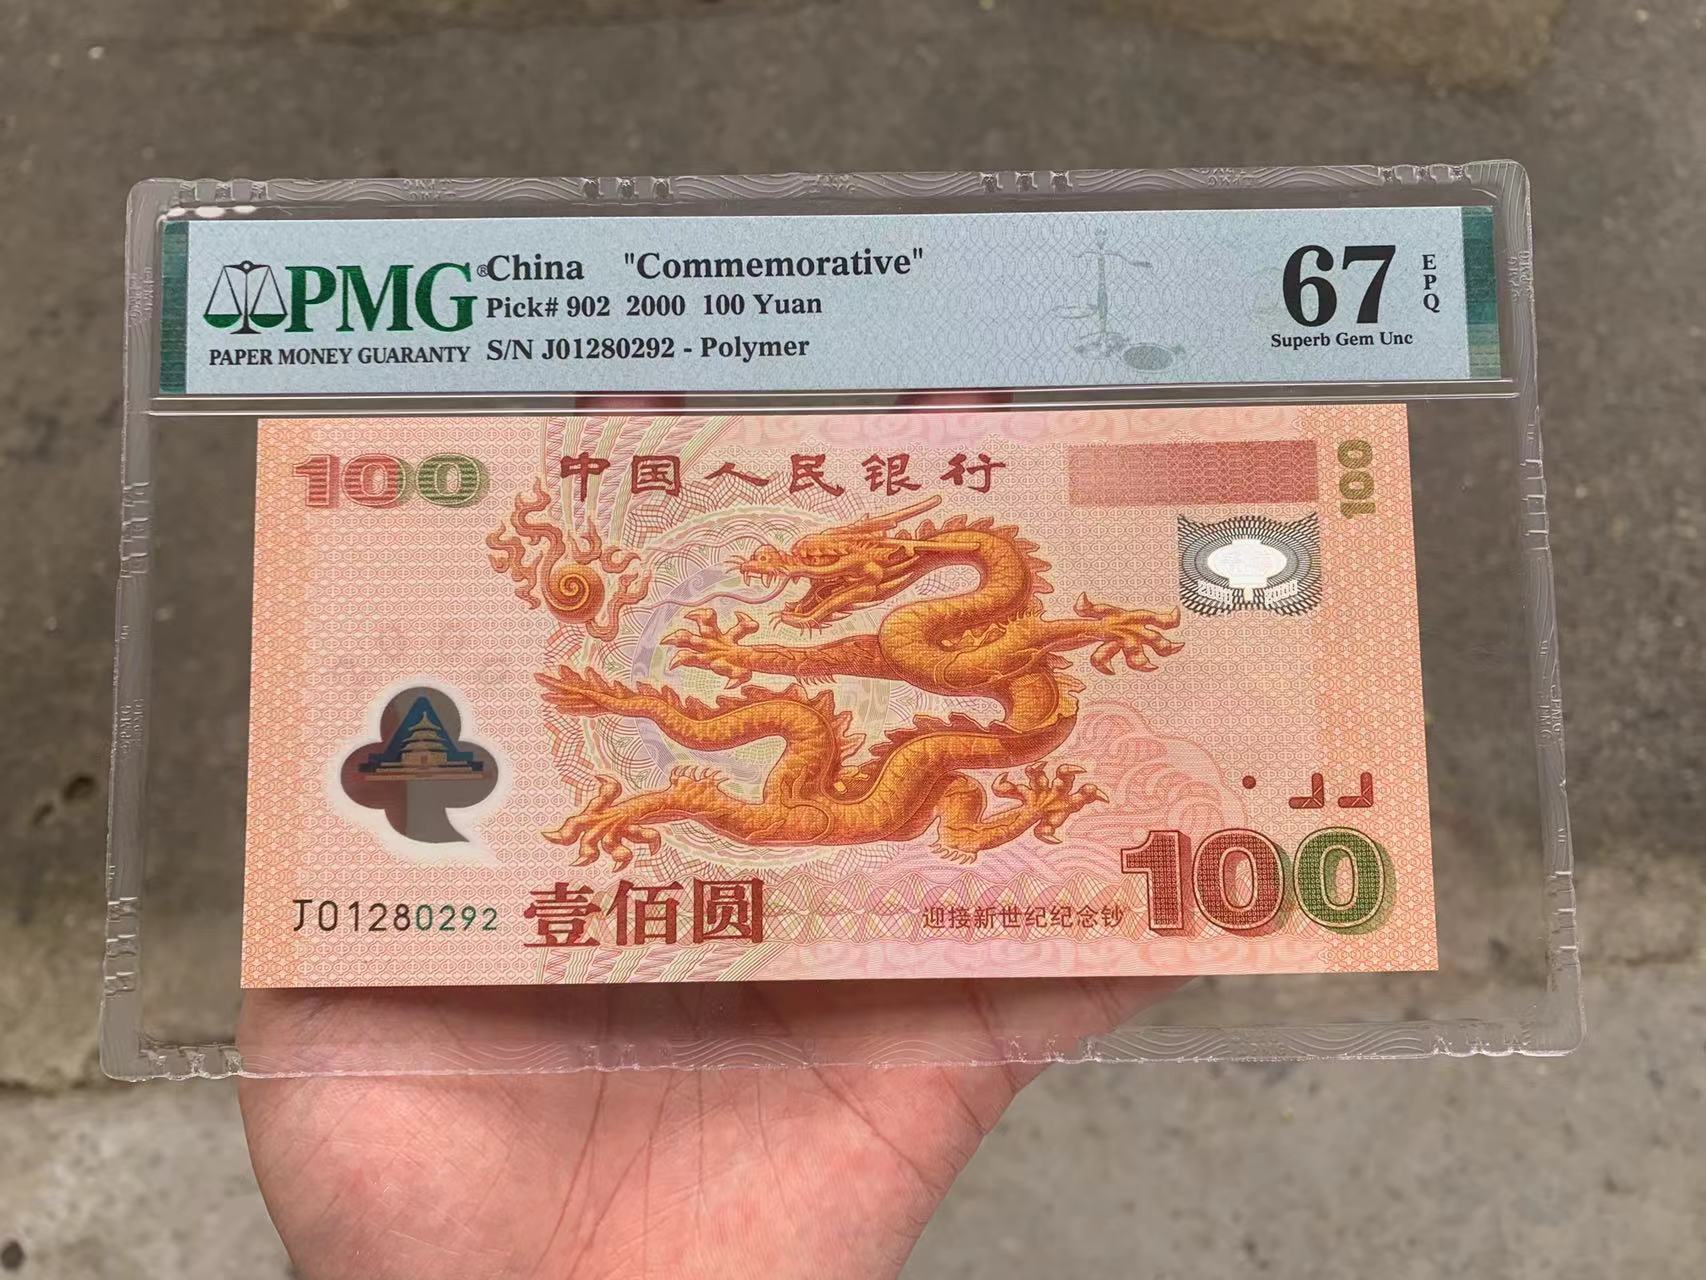 PMG®
PAPER MONEY GUARANTY
China "Commemorative"
Pick# 902 2000 100 Yuan
S/N J01280292 - Polymer
67
EPQ
Superb Gem Unc
100
中国人民银行
100
2000 2000
J01280292
壹佰圆
迎接新世纪纪念钞
100